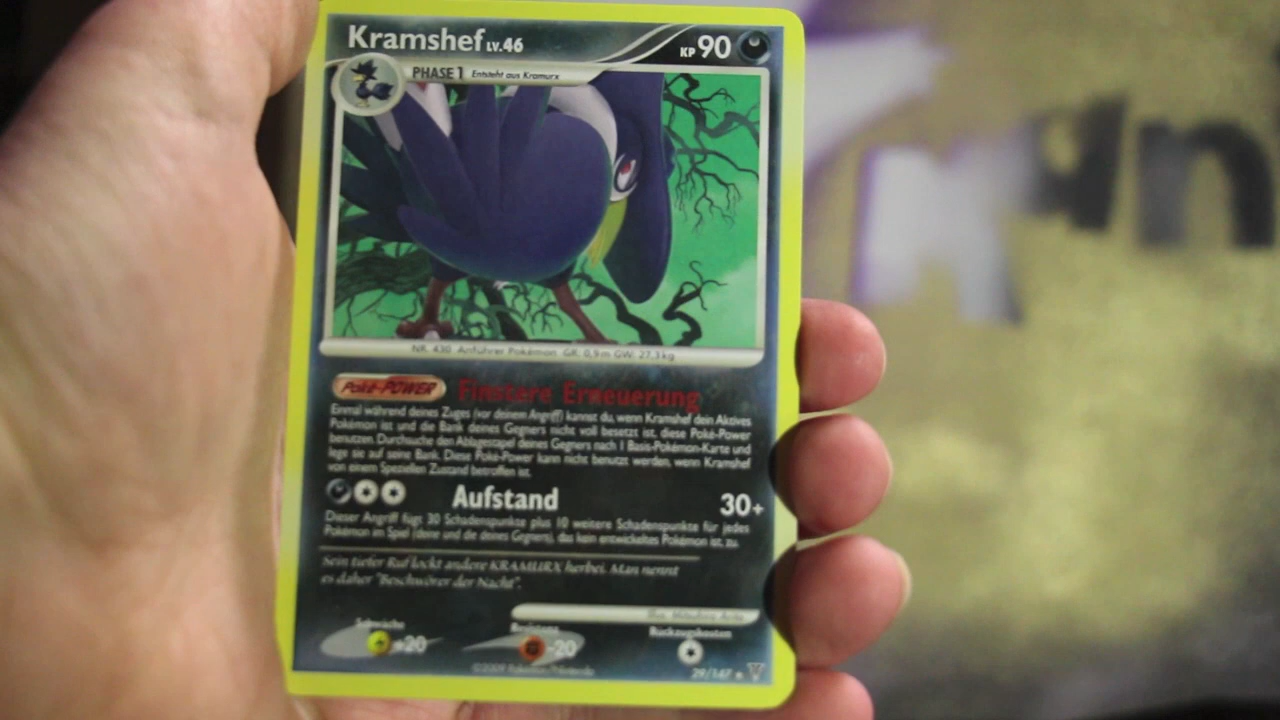 Kramshef LV.46
KP 90
PHASE 1 Entsteht aus Kramurx
NR. 430 Anführer Pokémon GR. 0,9m GW: 27,3kg
Poké-POWER Finstere Erneuerung
Einmal während deines Zuges (vor deinem Angriff) kannst du, wenn Kramshef dein Aktives
Pokémon ist und die Bank deines Gegners nicht voll besetzt ist, diese Poké-Power
benutzen. Durchsuche den Ablagestapel deines Gegners nach 1 Basis-Pokémon-Karte und
lege sie auf seine Bank. Diese Poké-Power kann nicht benutzt werden, wenn Kramshef
von einem Speziellen Zustand betroffen ist.
Aufstand 30+
Dieser Angriff fügt 30 Schadenspunkte plus 10 weitere Schadenspunkte für jedes
Pokémon im Spiel (deine und die deines Gegners), das kein entwickeltes Pokémon ist, zu.
Sein tiefer Ruf lockt andere KRAMURX herbei. Man nennt
es daher "Beschwörer der Nacht".
Schwäche
Resistenz
Rückzugskosten
+20
-20
©2009 Pokémon/Nintendo
29/147